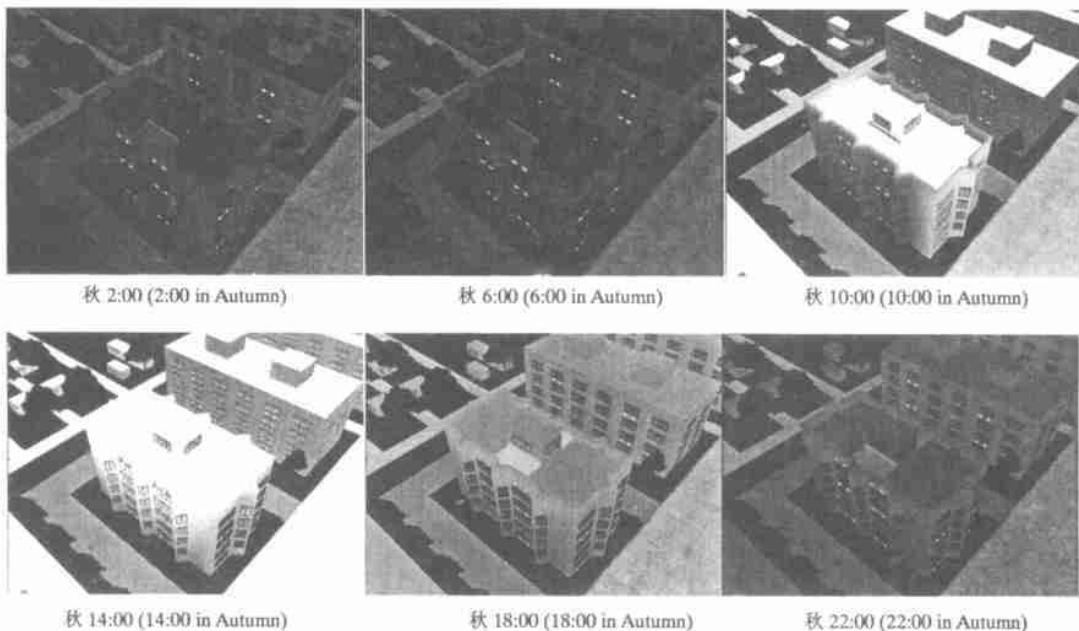 秋 2:00 (2:00 in Autumn)
秋 6:00 (6:00 in Autumn)
秋 10:00 (10:00 in Autumn)
秋 14:00 (14:00 in Autumn)
秋 18:00 (18:00 in Autumn)
秋 22:00 (22:00 in Autumn)